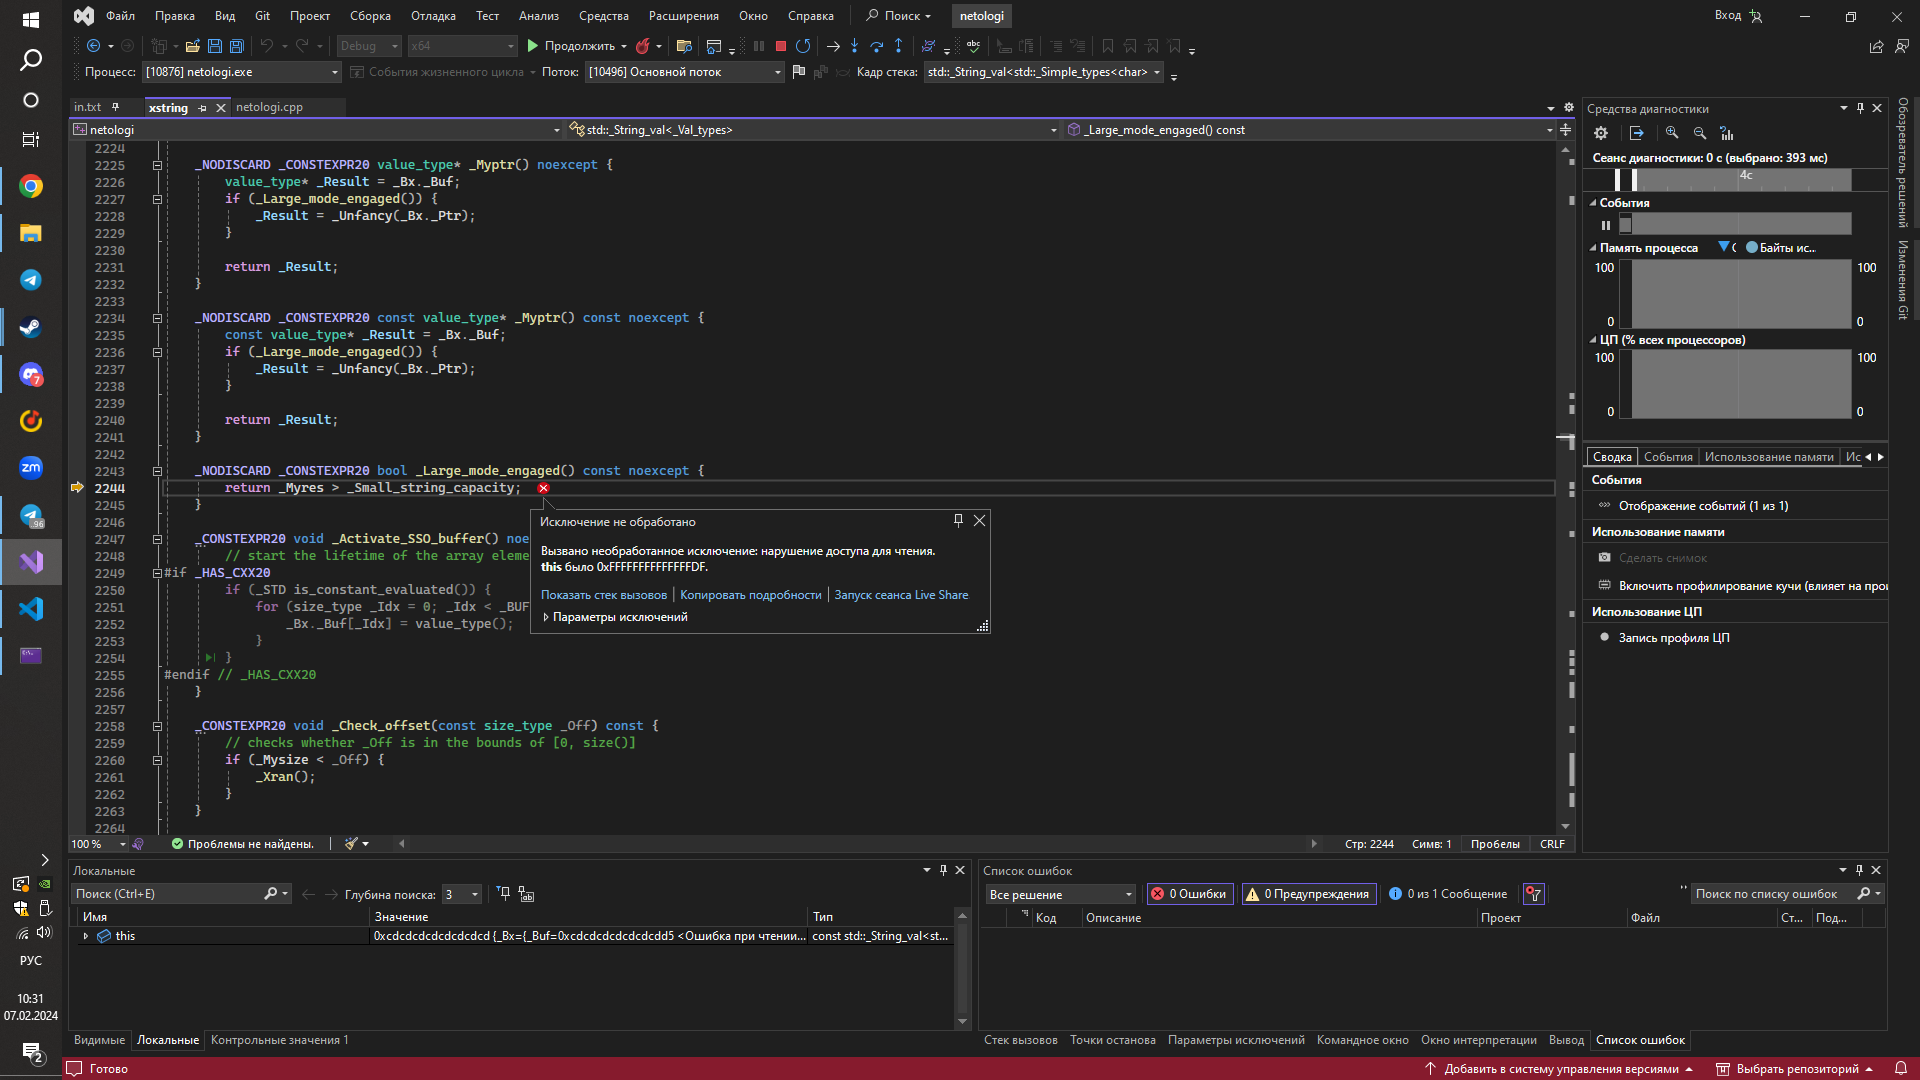 Файл Правка Вид Git Проект Сборка Отладка Тест Анализ Средства Расширения Окно Справка Поиск netologi Вход
Debug x64 Продолжить
Процесс: [10876] netologi.exe События жизненного цикла Поток: [10496] Основной поток Кадр стека: std::_String_val<std::_Simple_types<char>
in.txt xstring netologi.cpp
netologi std::_String_val<_Val_types> _Large_mode_engaged() const
2224
2225 _NODISCARD _CONSTEXPR20 value_type* _Myptr() noexcept {
2226 value_type* _Result = _Bx._Buf;
2227 if (_Large_mode_engaged()) {
2228 _Result = _Unfancy(_Bx._Ptr);
2229 }
2230
2231 return _Result;
2232 }
2233
2234 _NODISCARD _CONSTEXPR20 const value_type* _Myptr() const noexcept {
2235 const value_type* _Result = _Bx._Buf;
2236 if (_Large_mode_engaged()) {
2237 _Result = _Unfancy(_Bx._Ptr);
2238 }
2239
2240 return _Result;
2241 }
2242
2243 _NODISCARD _CONSTEXPR20 bool _Large_mode_engaged() const noexcept {
2244 return _Myres > _Small_string_capacity;
2245 }
2246
2247 _CONSTEXPR20 void _Activate_SSO_buffer() noe
2248 // start the lifetime of the array eleme
2249 #if _HAS_CXX20
2250 if (_STD is_constant_evaluated()) {
2251 for (size_type _Idx = 0; _Idx < _BUF
2252 _Bx._Buf[_Idx] = value_type();
2253 }
2254 }
2255 #endif // _HAS_CXX20
2256 }
2257
2258 _CONSTEXPR20 void _Check_offset(const size_type _Off) const {
2259 // checks whether _Off is in the bounds of [0, size()]
2260 if (_Mysize < _Off) {
2261 _Xran();
2262 }
2263 }
2264
Исключение не обработано
Вызвано необработанное исключение: нарушение доступа для чтения.
this было 0xFFFFFFFFFFFFFFDF.
Показать стек вызовов | Копировать подробности | Запуск сеанса Live Share
Параметры исключений
100 % Проблемы не найдены. Стр: 2244 Симв: 1 Пробелы CRLF
Средства диагностики
Сеанс диагностики: 0 с (выбрано: 393 мс)
4с
События
Память процесса С Байты ис...
100 100
0 0
ЦП (% всех процессоров)
100 100
0 0
Сводка События Использование памяти Ис
События
Отображение событий (1 из 1)
Использование памяти
Сделать снимок
Включить профилирование кучи (влияет на прои
Использование ЦП
Запись профиля ЦП
Обозреватель решений
Изменения Git
Локальные
Поиск (Ctrl+E) Глубина поиска: 3
Имя Значение Тип
this 0xcdcdcdcdcdcdcdcd {_Bx={_Buf=0xcdcdcdcdcdcdcdd5 <Ошибка при чтении... const std::_String_val<st...
Видимые Локальные Контрольные значения 1
Список ошибок
Все решение 0 Ошибки 0 Предупреждения 0 из 1 Сообщение Поиск по списку ошибок
Код Описание Проект Файл Ст... Под...
Стек вызовов Точки останова Параметры исключений Командное окно Окно интерпретации Вывод Список ошибок
Готово Добавить в систему управления версиями Выбрать репозиторий
7
zm
96
РУС
10:31
07.02.2024
2